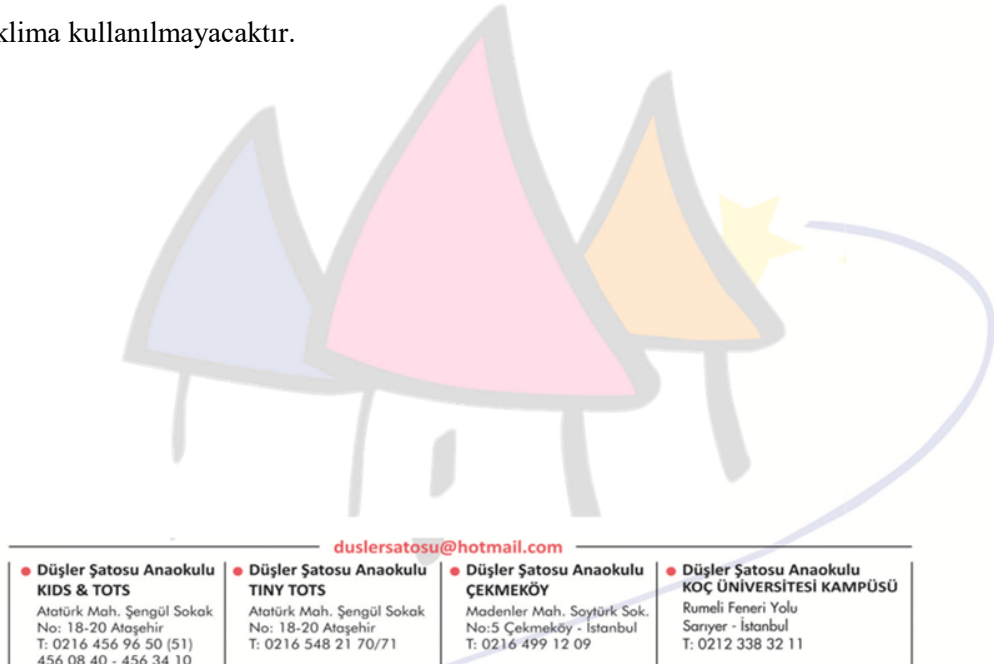 klima kullanılmayacaktır.
duslersatosu@hotmail.com
Düşler Şatosu Anaokulu
KIDS & TOTS
Atatürk Mah. Şengül Sokak
No: 18-20 Ataşehir
T: 0216 456 96 50 (51)
456 08 40 - 456 34 10
Düşler Şatosu Anaokulu
TINY TOTS
Atatürk Mah. Şengül Sokak
No: 18-20 Ataşehir
T: 0216 548 21 70/71
Düşler Şatosu Anaokulu
ÇEKMEKÖY
Madenler Mah. Soytürk Sok.
No:5 Çekmeköy - İstanbul
T: 0216 499 12 09
Düşler Şatosu Anaokulu
KOÇ ÜNİVERSİTESİ KAMPÜSÜ
Rumeli Feneri Yolu
Sarıyer - İstanbul
T: 0212 338 32 11